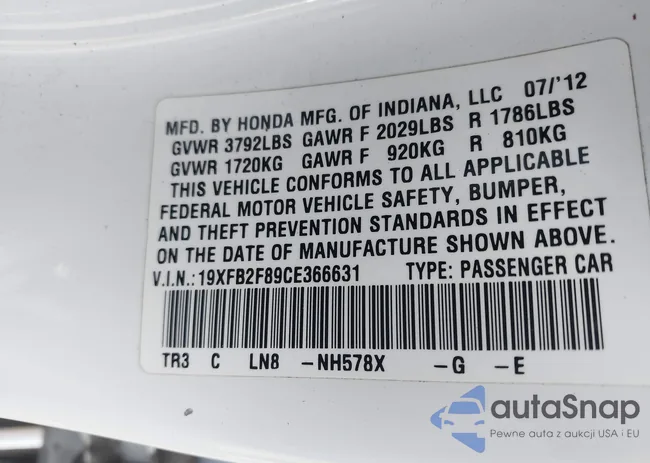 MFD. BY HONDA MFG. OF INDIANA, LLC 07/'12
GVWR 3792LBS GAWR F 2029LBS R 1786LBS
GVWR 1720KG GAWR F 920KG R 810KG
THIS VEHICLE CONFORMS TO ALL APPLICABLE
FEDERAL MOTOR VEHICLE SAFETY, BUMPER,
AND THEFT PREVENTION STANDARDS IN EFFECT
ON THE DATE OF MANUFACTURE SHOWN ABOVE.
V.I.N.:19XFB2F89CE366631 TYPE: PASSENGER CAR
TR3 C LN8 -NH578X -G -E
autaSnap
Pewne auta z aukcji USA i EU